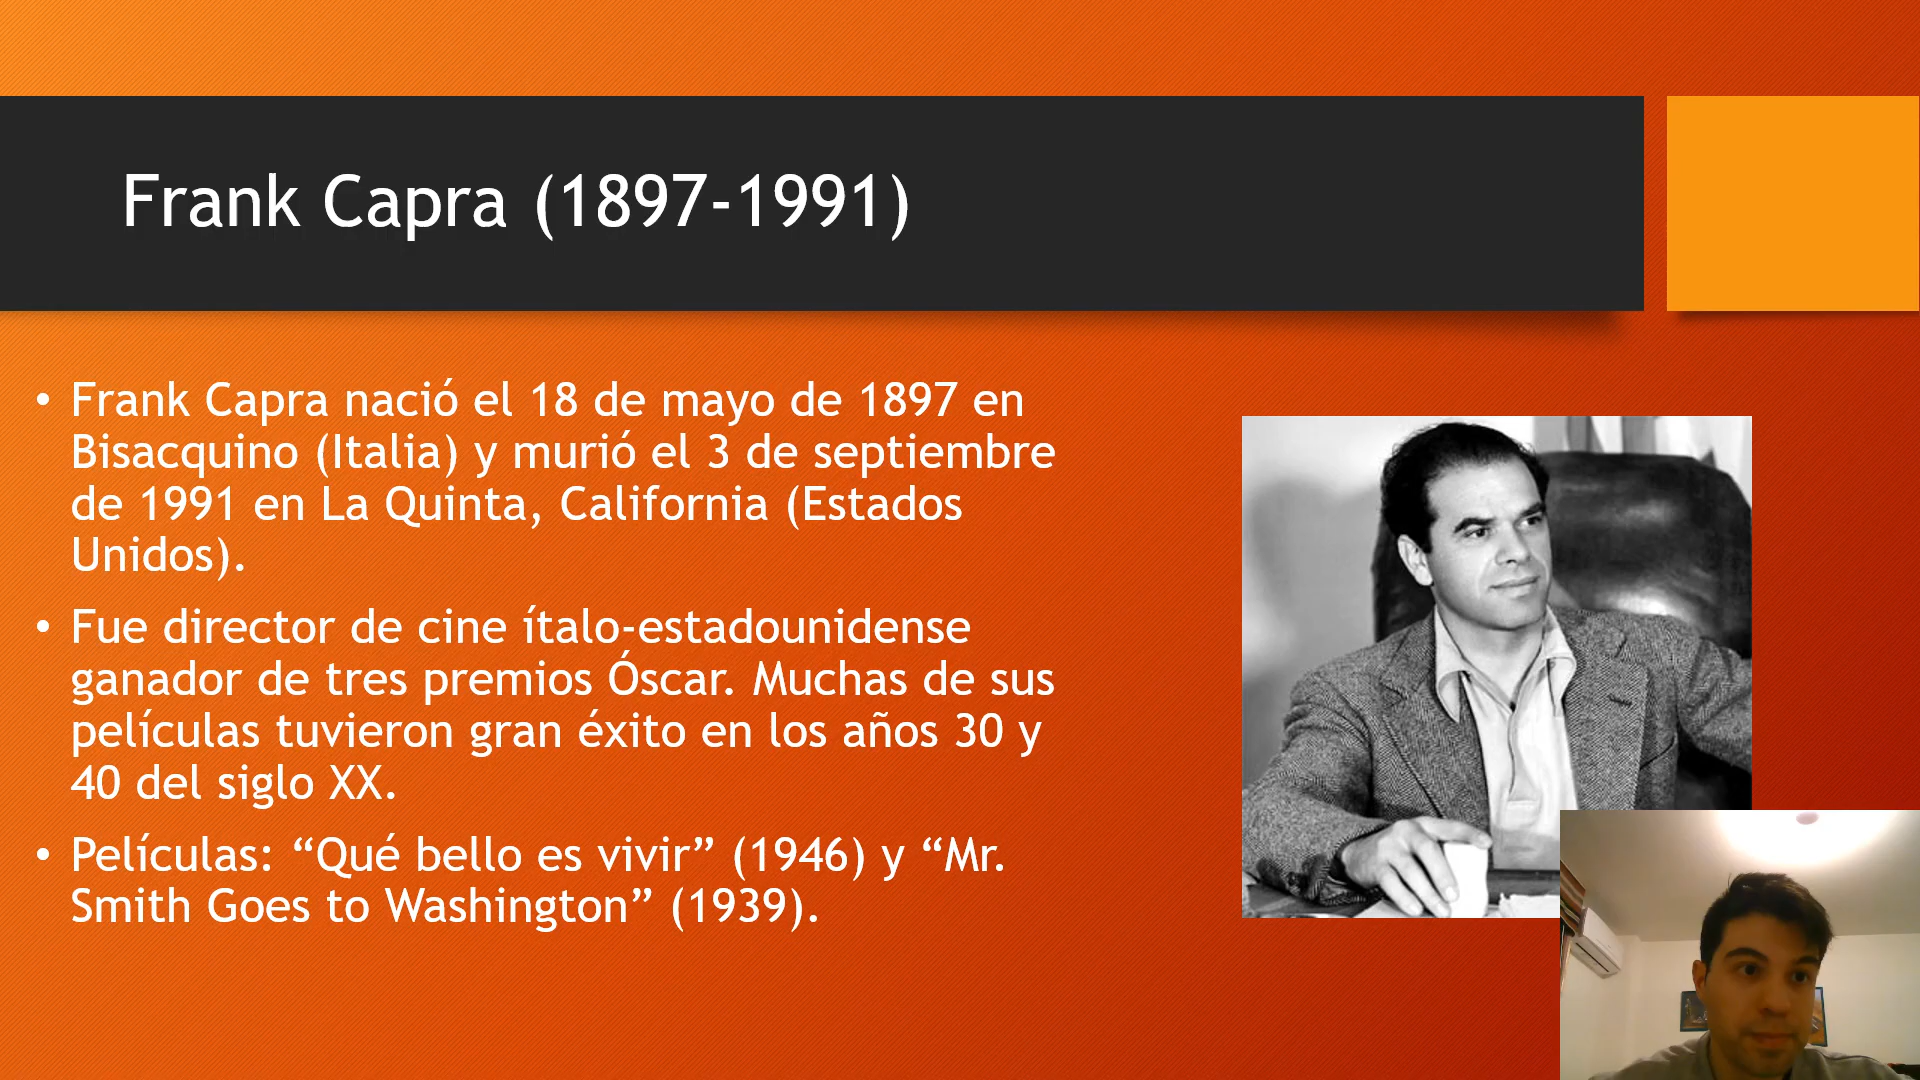 Frank Capra (1897-1991)
• Frank Capra nació el 18 de mayo de 1897 en
Bisacquino (Italia) y murió el 3 de septiembre
de 1991 en La Quinta, California (Estados
Unidos).
• Fue director de cine ítalo-estadounidense
ganador de tres premios Óscar. Muchas de sus
películas tuvieron gran éxito en los años 30 y
40 del siglo XX.
• Películas: “Qué bello es vivir” (1946) y “Mr.
Smith Goes to Washington” (1939).